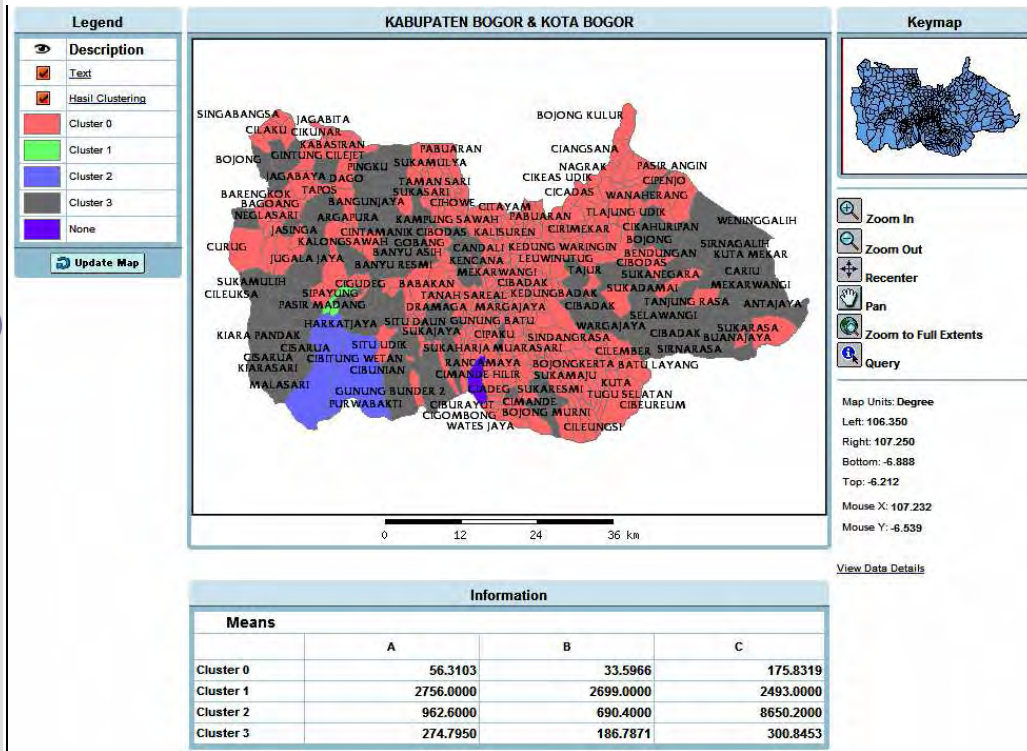 Legend
Description
Text
Hasil Clustering
Cluster 0
Cluster 1
Cluster 2
Cluster 3
None
Update Map
KABUPATEN BOGOR & KOTA BOGOR
SINGABANGSA
JAGABITA
CILAKU CIKUNAR
KABASIRAN
BOJONG
GINTUNG CILEJET
PINGKU
PABUARAN
SUKAMULYA
JAGABAYA DAGO
TAMAN SARI
BARENGKOK
TAPOS
SUKASARI
BAGOANG
BANGUNJAYA
CIHOWE
CITAYAM
NEGLASARI
ARGAPURA
KAMPUNG SAWAH
PABUARAN
JASINGA
CINTAMANIK
CIBODAS
KALISUREN
CIRIMEKAR
CURUG
KALONGSAWAH
GOBANG
CANDALI
KEDUNG WARINGIN
BANYU ASIH
KENCANA
LEUWINUTUG
JUGALA JAYA
BANYU RESMI
MEKARWANGI
TAJUR
BOJONG KULUR
CIANGSANA
NAGRAK
PASIR ANGIN
CIKEAS UDIK
CIPENJO
CICADAS
WANAHERANG
TLAJUNG UDIK
CIKAHURIPAN
WENINGGALIH
BOJONG
SIRNAGALIH
BENDUNGAN
KUTA MEKAR
CIBODAS
SUKANEGARA
CARIU
SUKADAMAI
MEKARWANGI
SUKAMULIH
CIGUDEG
BABAKAN
CIBADAK
CILEUKSA
SIPAYUNG
TANAH SAREAL
KEDUNGBADAK
TANJUNG RASA
ANTAJAYA
PASIR MADANG
DRAMAGA
MARGAJAYA
CIBADAK
SELAWANGI
HARKATJAYA
SITU DAUN
GUNUNG BATU
WARGAJAYA
SUKARASA
KIARA PANDAK
SUKAJAYA
CIPAKU
SINDANGRASA
CIBADAK
BUANAJAYA
CISARUA
SITU UDIK
SUKAHARJA
MUARASARI
CILEMBER
SIRNARASA
CISARUA
CIBITUNG WETAN
RANCAMAYA
BOJONGKERTA
BATU LAYANG
KIARASARI
CIBUNIAN
CIMANDE HILIR
SUKAMAJU
MALASARI
CIADEG
SUKARESMI
KUTA
GUNUNG BUNDER 2
TUGU SELATAN
PURWABAKTI
CIBURAYUT
CIMANDE
CIBEUREUM
CIGOMBONG
BOJONG MURNI
WATES JAYA
CILEUNGSI
0 12 24 36 km
Keymap
Zoom In
Zoom Out
Recenter
Pan
Zoom to Full Extents
Query
Map Units: Degree
Left: 106.350
Right: 107.250
Bottom: -6.888
Top: -6.212
Mouse X: 107.232
Mouse Y: -6.539
View Data Details
Information
Means
A B C
Cluster 0 56.3103 33.5966 175.8319
Cluster 1 2756.0000 2699.0000 2493.0000
Cluster 2 962.6000 690.4000 8650.2000
Cluster 3 274.7950 186.7871 300.8453